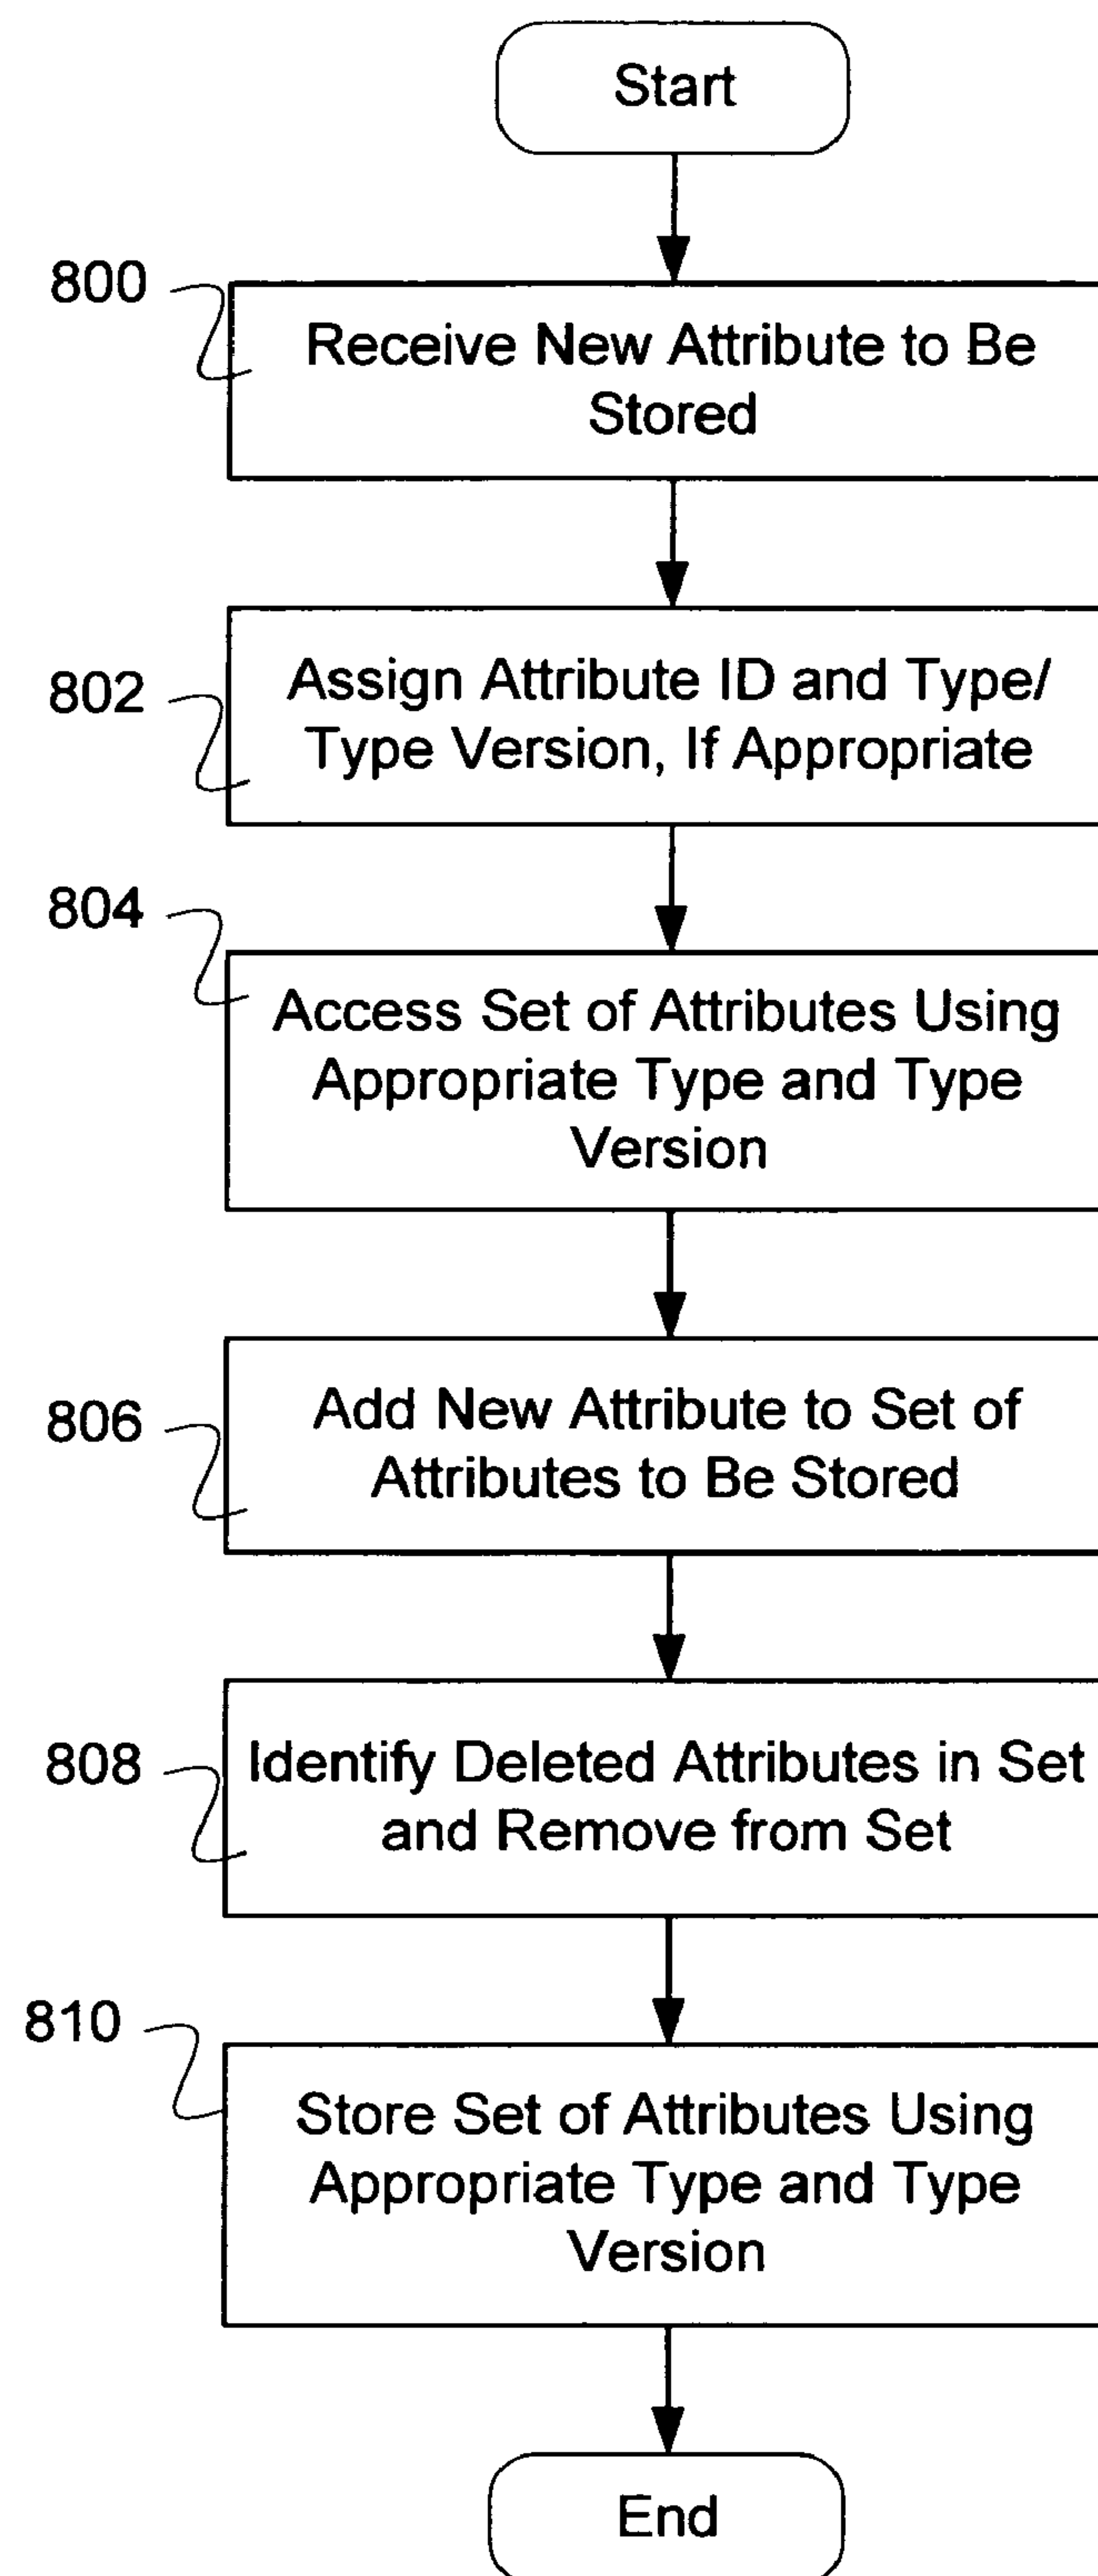 Start
800
Receive New Attribute to Be
Stored
802
Assign Attribute ID and Type/
Type Version, If Appropriate
804
Access Set of Attributes Using
Appropriate Type and Type
Version
806
Add New Attribute to Set of
Attributes to Be Stored
808
Identify Deleted Attributes in Set
and Remove from Set
810
Store Set of Attributes Using
Appropriate Type and Type
Version
End